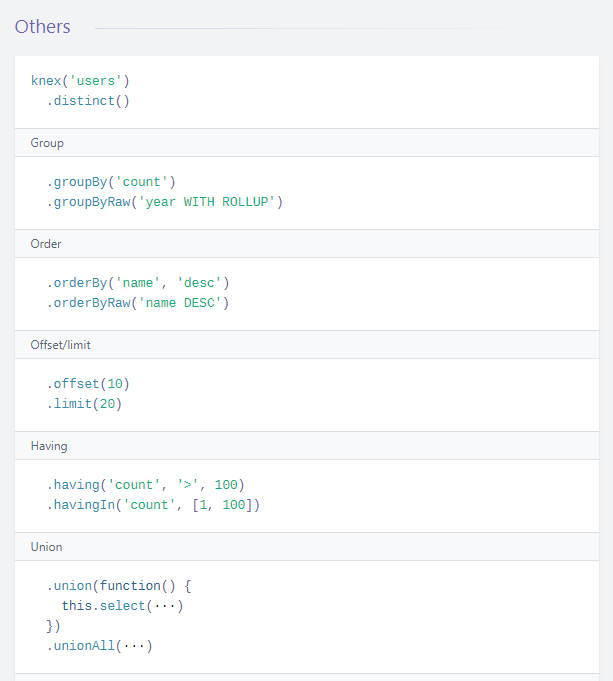 Others
knex('users')
  .distinct()
Group
  .groupBy('count')
  .groupByRaw('year WITH ROLLUP')
Order
  .orderBy('name', 'desc')
  .orderByRaw('name DESC')
Offset/limit
  .offset(10)
  .limit(20)
Having
  .having('count', '>', 100)
  .havingIn('count', [1, 100])
Union
  .union(function() {
    this.select(···)
  })
  .unionAll(···)